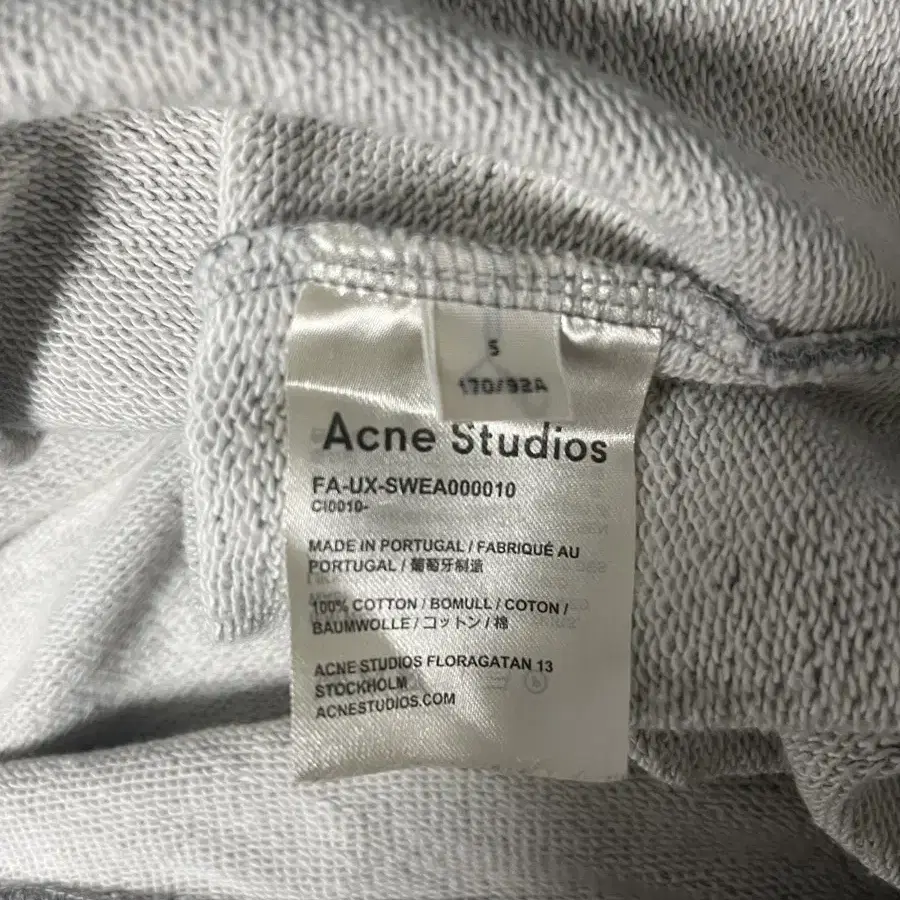 S
170/92A
Acne Studios
FA-UX-SWEA000010
CI0010-
MADE IN PORTUGAL / FABRIQUÉ AU
PORTUGAL / 葡萄牙制造
100% COTTON / BOMULL / COTON /
BAUMWOLLE / コットン / 棉
ACNE STUDIOS FLORAGATAN 13
STOCKHOLM
ACNESTUDIOS.COM